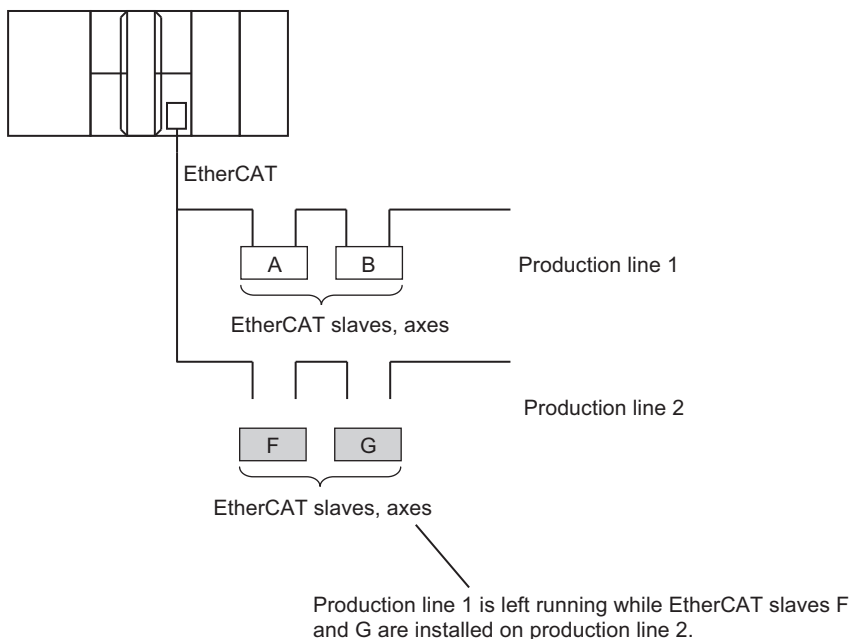 EtherCAT
A
B
Production line 1
EtherCAT slaves, axes
Production line 2
F
G
EtherCAT slaves, axes
Production line 1 is left running while EtherCAT slaves F
and G are installed on production line 2.